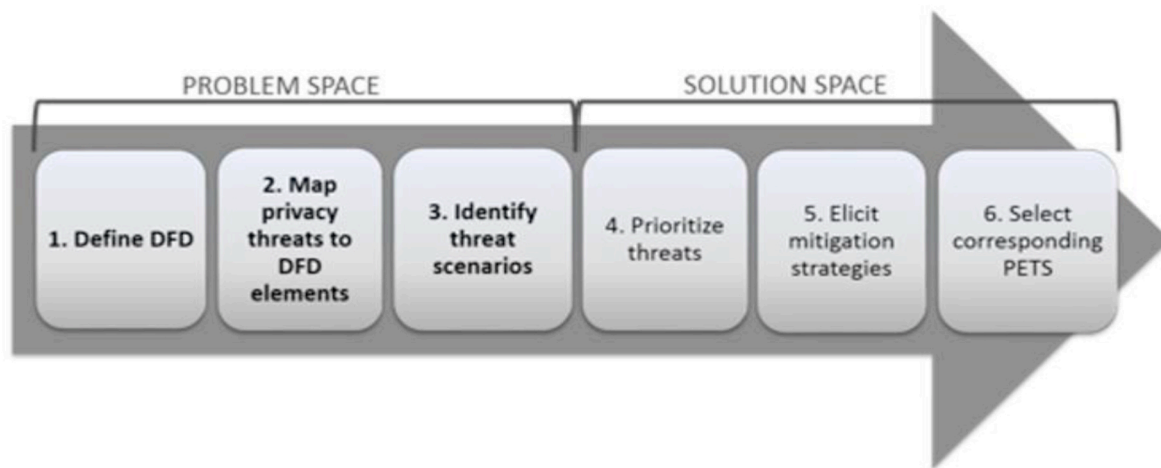 PROBLEM SPACE
SOLUTION SPACE
1. Define DFD
2. Map
privacy
threats to
DFD
elements
3. Identify
threat
scenarios
4. Prioritize
threats
5. Elicit
mitigation
strategies
6. Select
corresponding
PETS